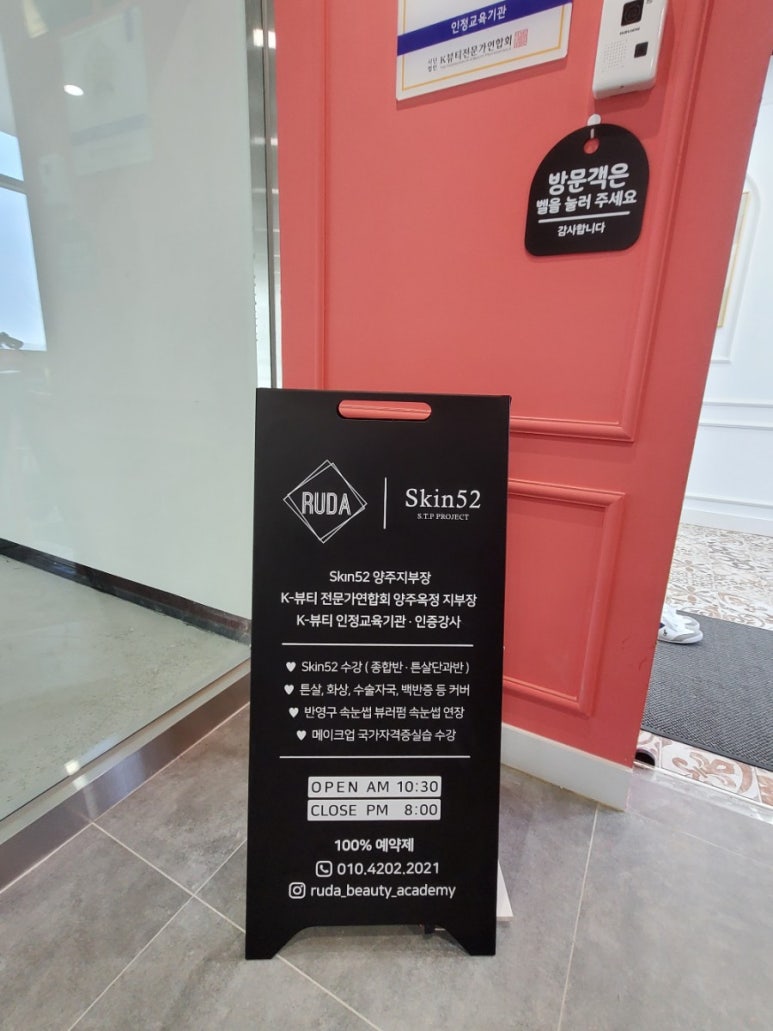 인정교육기관
사단법인 K뷰티전문가연합회
방문객은
벨을 눌러 주세요
감사합니다
RUDA
Skin52
S.T.P PROJECT
Skin52 양주지부장
K-뷰티 전문가연합회 양주옥정 지부장
K-뷰티 인정교육기관 · 인증강사
♥ Skin52 수강 ( 종합반 · 튼살단과반 )
♥ 튼살, 화상, 수술자국, 백반증 등 커버
♥ 반영구 속눈썹 뷰러펌 속눈썹 연장
♥ 메이크업 국가자격증실습 수강
OPEN AM 10:30
CLOSE PM 8:00
100% 예약제
010.4202.2021
ruda_beauty_academy